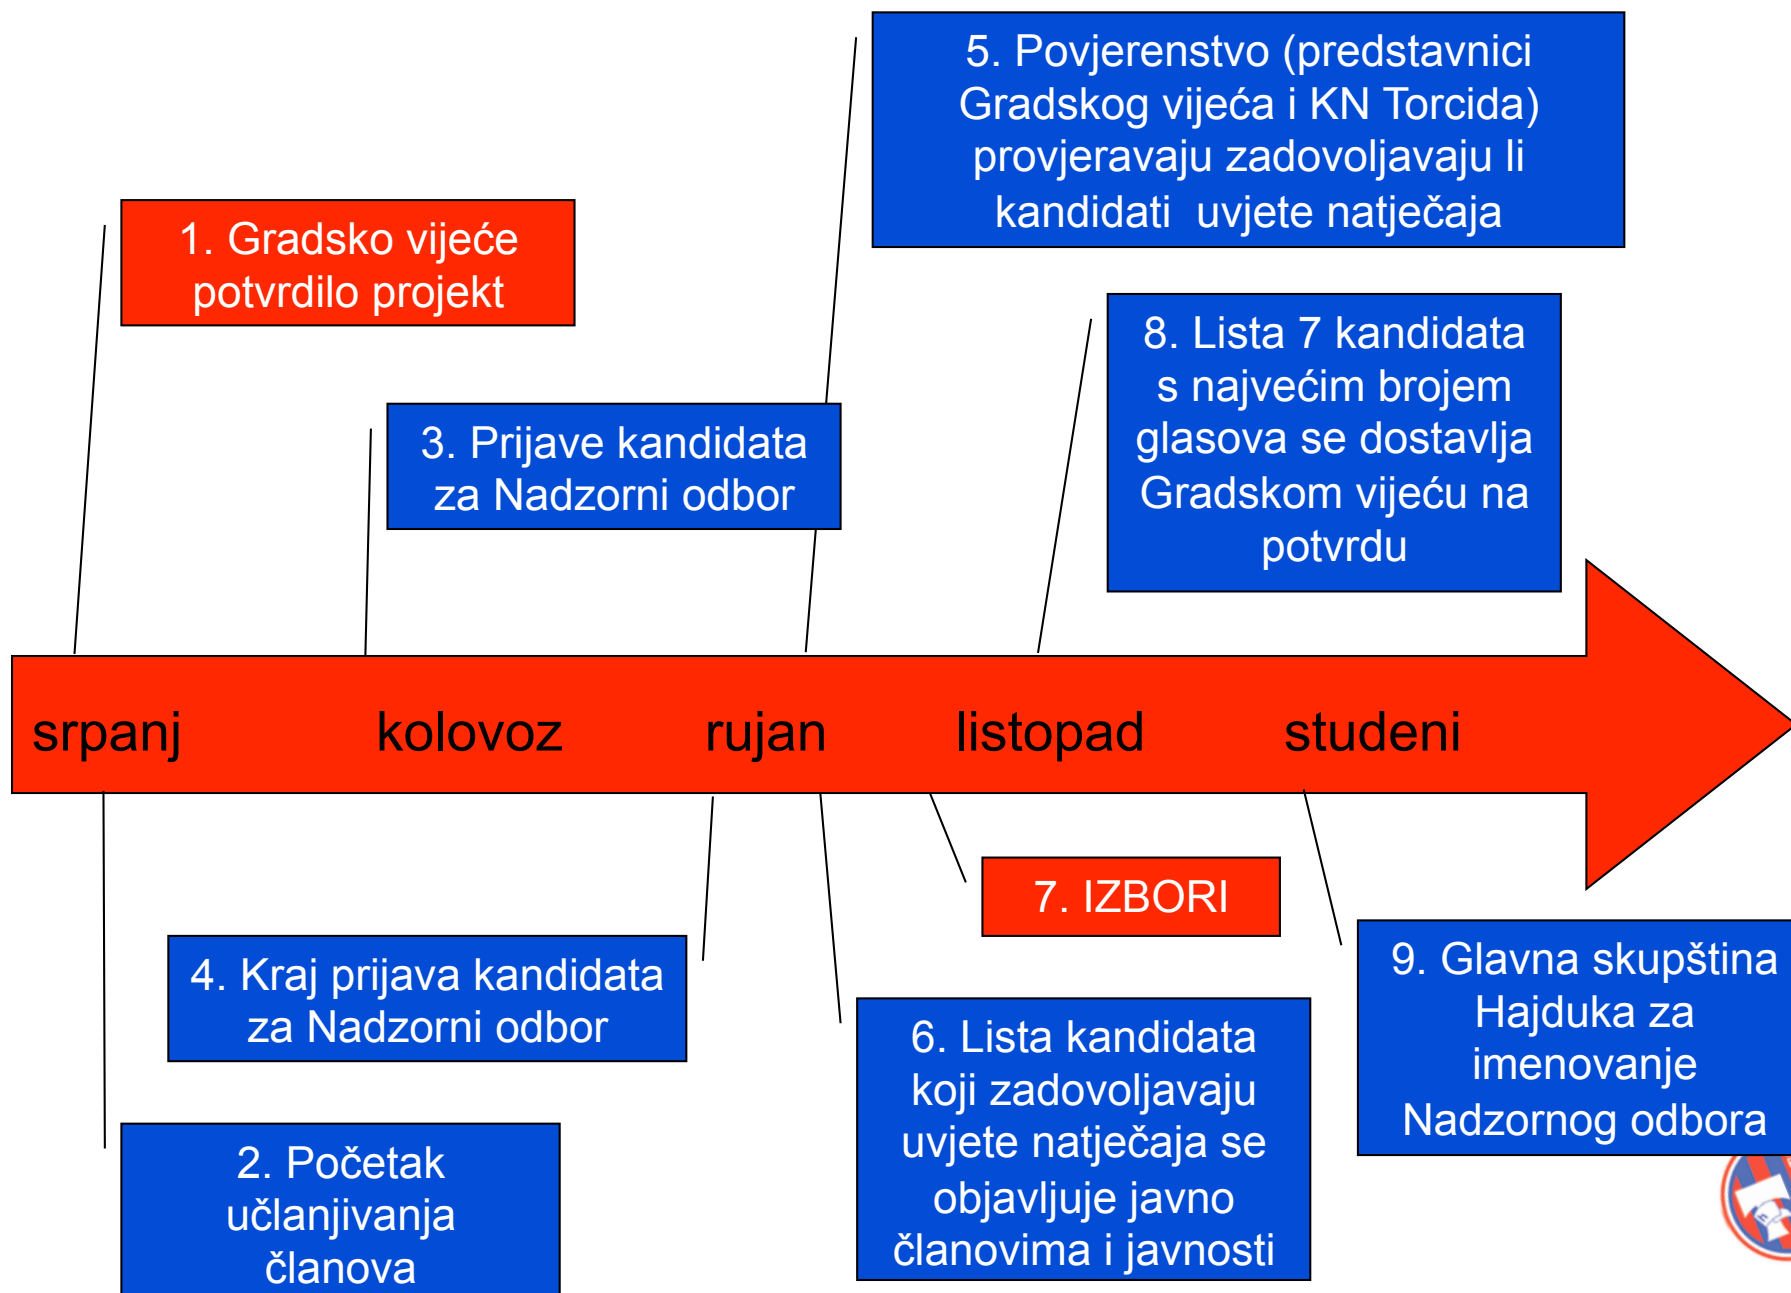 1. Gradsko vijeće
potvrdilo projekt
5. Povjerenstvo (predstavnici
Gradskog vijeća i KN Torcida)
provjeravaju zadovoljavaju li
kandidati  uvjete natječaja
3. Prijave kandidata
za Nadzorni odbor
8. Lista 7 kandidata
s najvećim brojem
glasova se dostavlja
Gradskom vijeću na
potvrdu
srpanj
kolovoz
rujan
listopad
studeni
7. IZBORI
4. Kraj prijava kandidata
za Nadzorni odbor
2. Početak
učlanjivanja
članova
6. Lista kandidata
koji zadovoljavaju
uvjete natječaja se
objavljuje javno
članovima i javnosti
9. Glavna skupština
Hajduka za
imenovanje
Nadzornog odbora